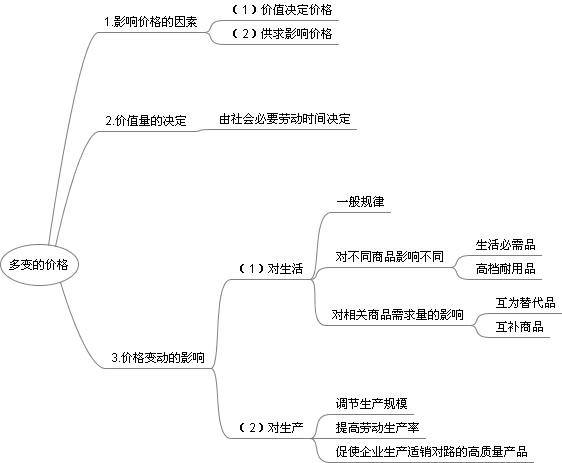 多变的价格
1.影响价格的因素
（1）价值决定价格
（2）供求影响价格
2.价值量的决定
由社会必要劳动时间决定
3.价格变动的影响
（1）对生活
一般规律
对不同商品影响不同
生活必需品
高档耐用品
对相关商品需求量的影响
互为替代品
互补商品
（2）对生产
调节生产规模
提高劳动生产率
促使企业生产适销对路的高质量产品